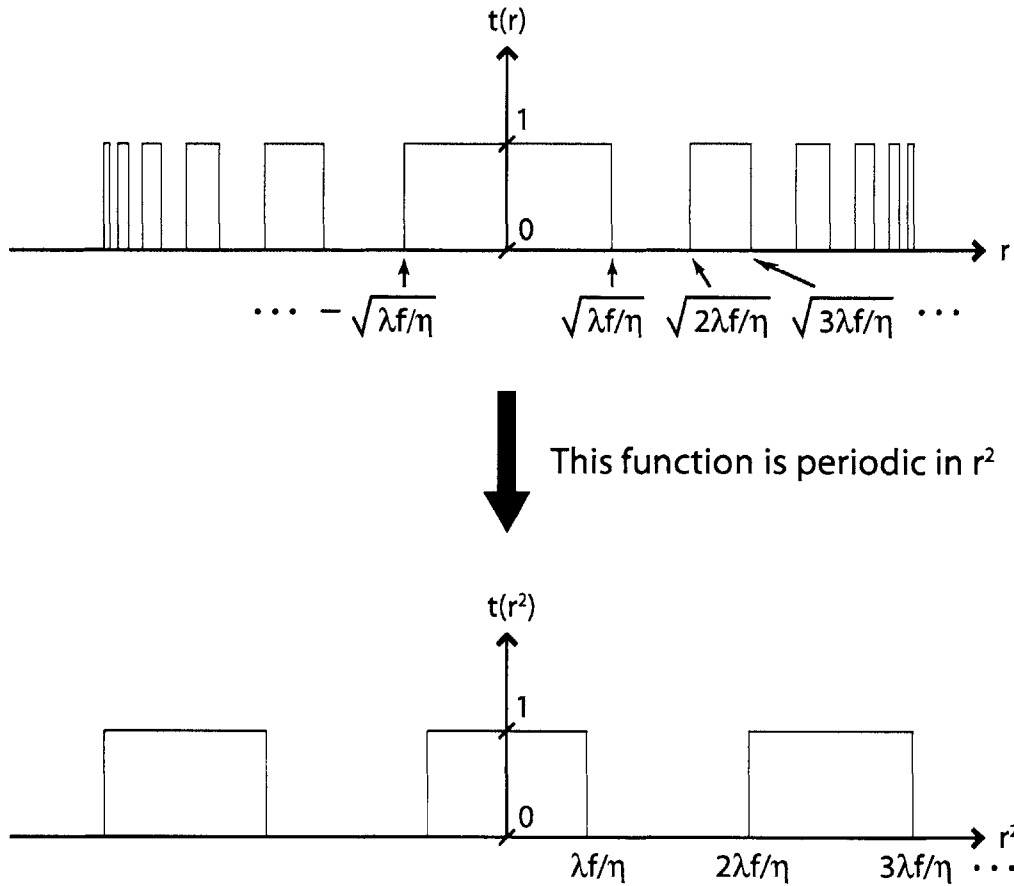 t(r)
1
0
r
··· −√λf/η √λf/η √2λf/η √3λf/η ···
This function is periodic in r²
t(r²)
1
0
r²
λf/η 2λf/η 3λf/η ···